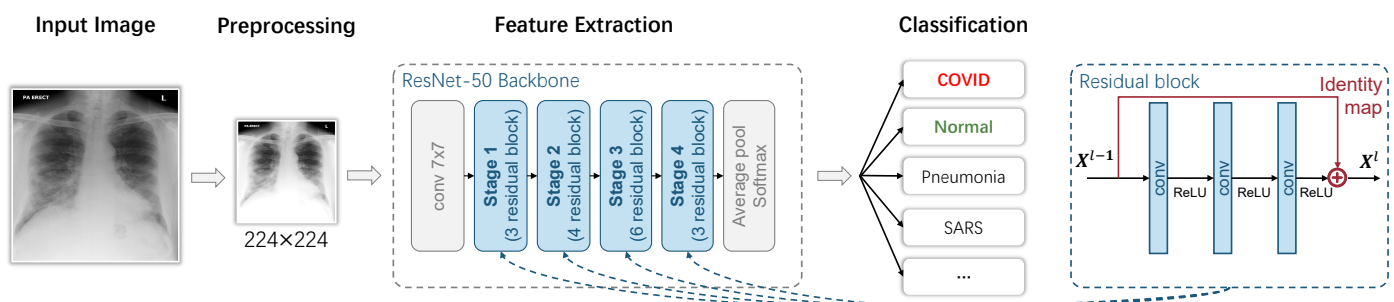 Input Image
Preprocessing
Feature Extraction
Classification
PA ERECT
L
PA ERECT
L
224×224
ResNet-50 Backbone
conv 7x7
Stage 1
(3 residual block)
Stage 2
(4 residual block)
Stage 3
(6 residual block)
Stage 4
(3 residual block)
Average pool
Softmax
COVID
Normal
Pneumonia
SARS
...
Residual block
Identity
map
X^{l-1}
conv
ReLU
conv
ReLU
conv
ReLU
X^l